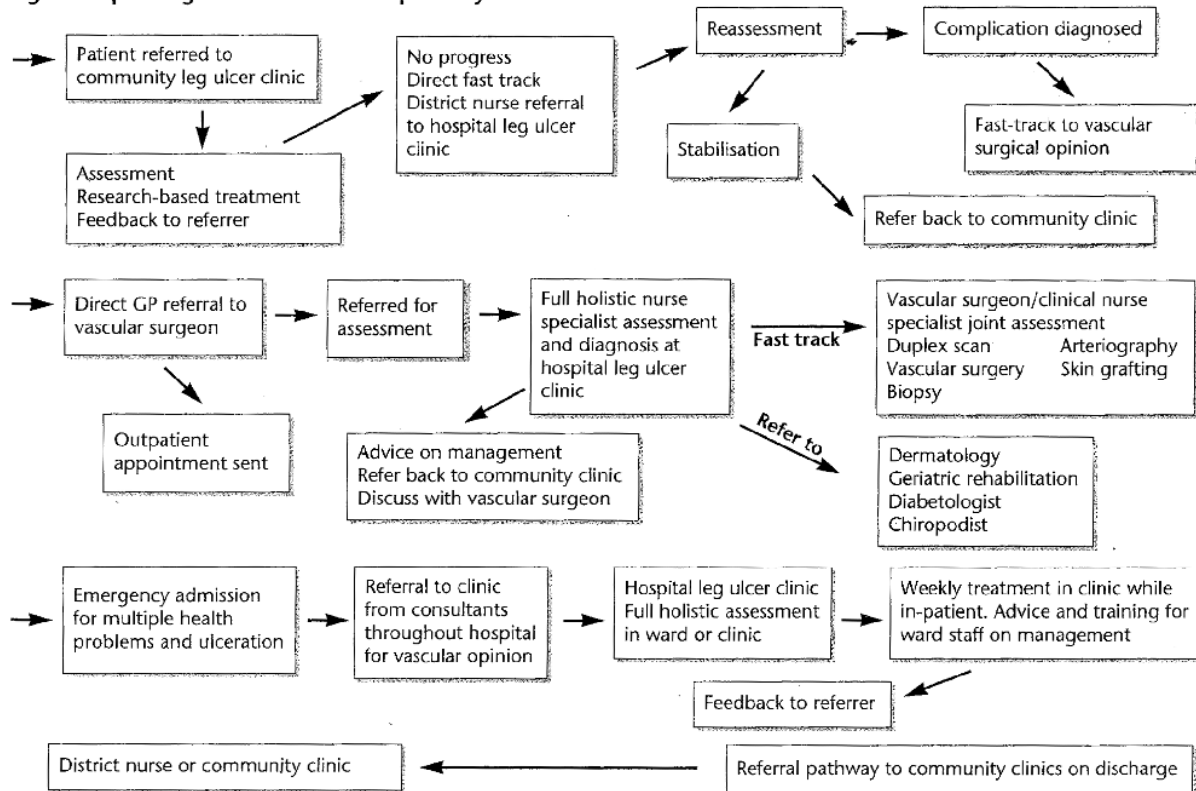 Patient referred to
community leg ulcer clinic
Assessment
Research-based treatment
Feedback to referrer
No progress
Direct fast track
District nurse referral
to hospital leg ulcer
clinic
Reassessment
Complication diagnosed
Stabilisation
Fast-track to vascular
surgical opinion
Refer back to community clinic
Direct GP referral to
vascular surgeon
Outpatient
appointment sent
Referred for
assessment
Full holistic nurse
specialist assessment
and diagnosis at
hospital leg ulcer
clinic
Advice on management
Refer back to community clinic
Discuss with vascular surgeon
Fast track
Vascular surgeon/clinical nurse
specialist joint assessment
Duplex scan Arteriography
Vascular surgery Skin grafting
Biopsy
Refer to
Dermatology
Geriatric rehabilitation
Diabetologist
Chiropodist
Emergency admission
for multiple health
problems and ulceration
Referral to clinic
from consultants
throughout hospital
for vascular opinion
Hospital leg ulcer clinic
Full holistic assessment
in ward or clinic
Weekly treatment in clinic while
in-patient. Advice and training for
ward staff on management
Feedback to referrer
District nurse or community clinic
Referral pathway to community clinics on discharge